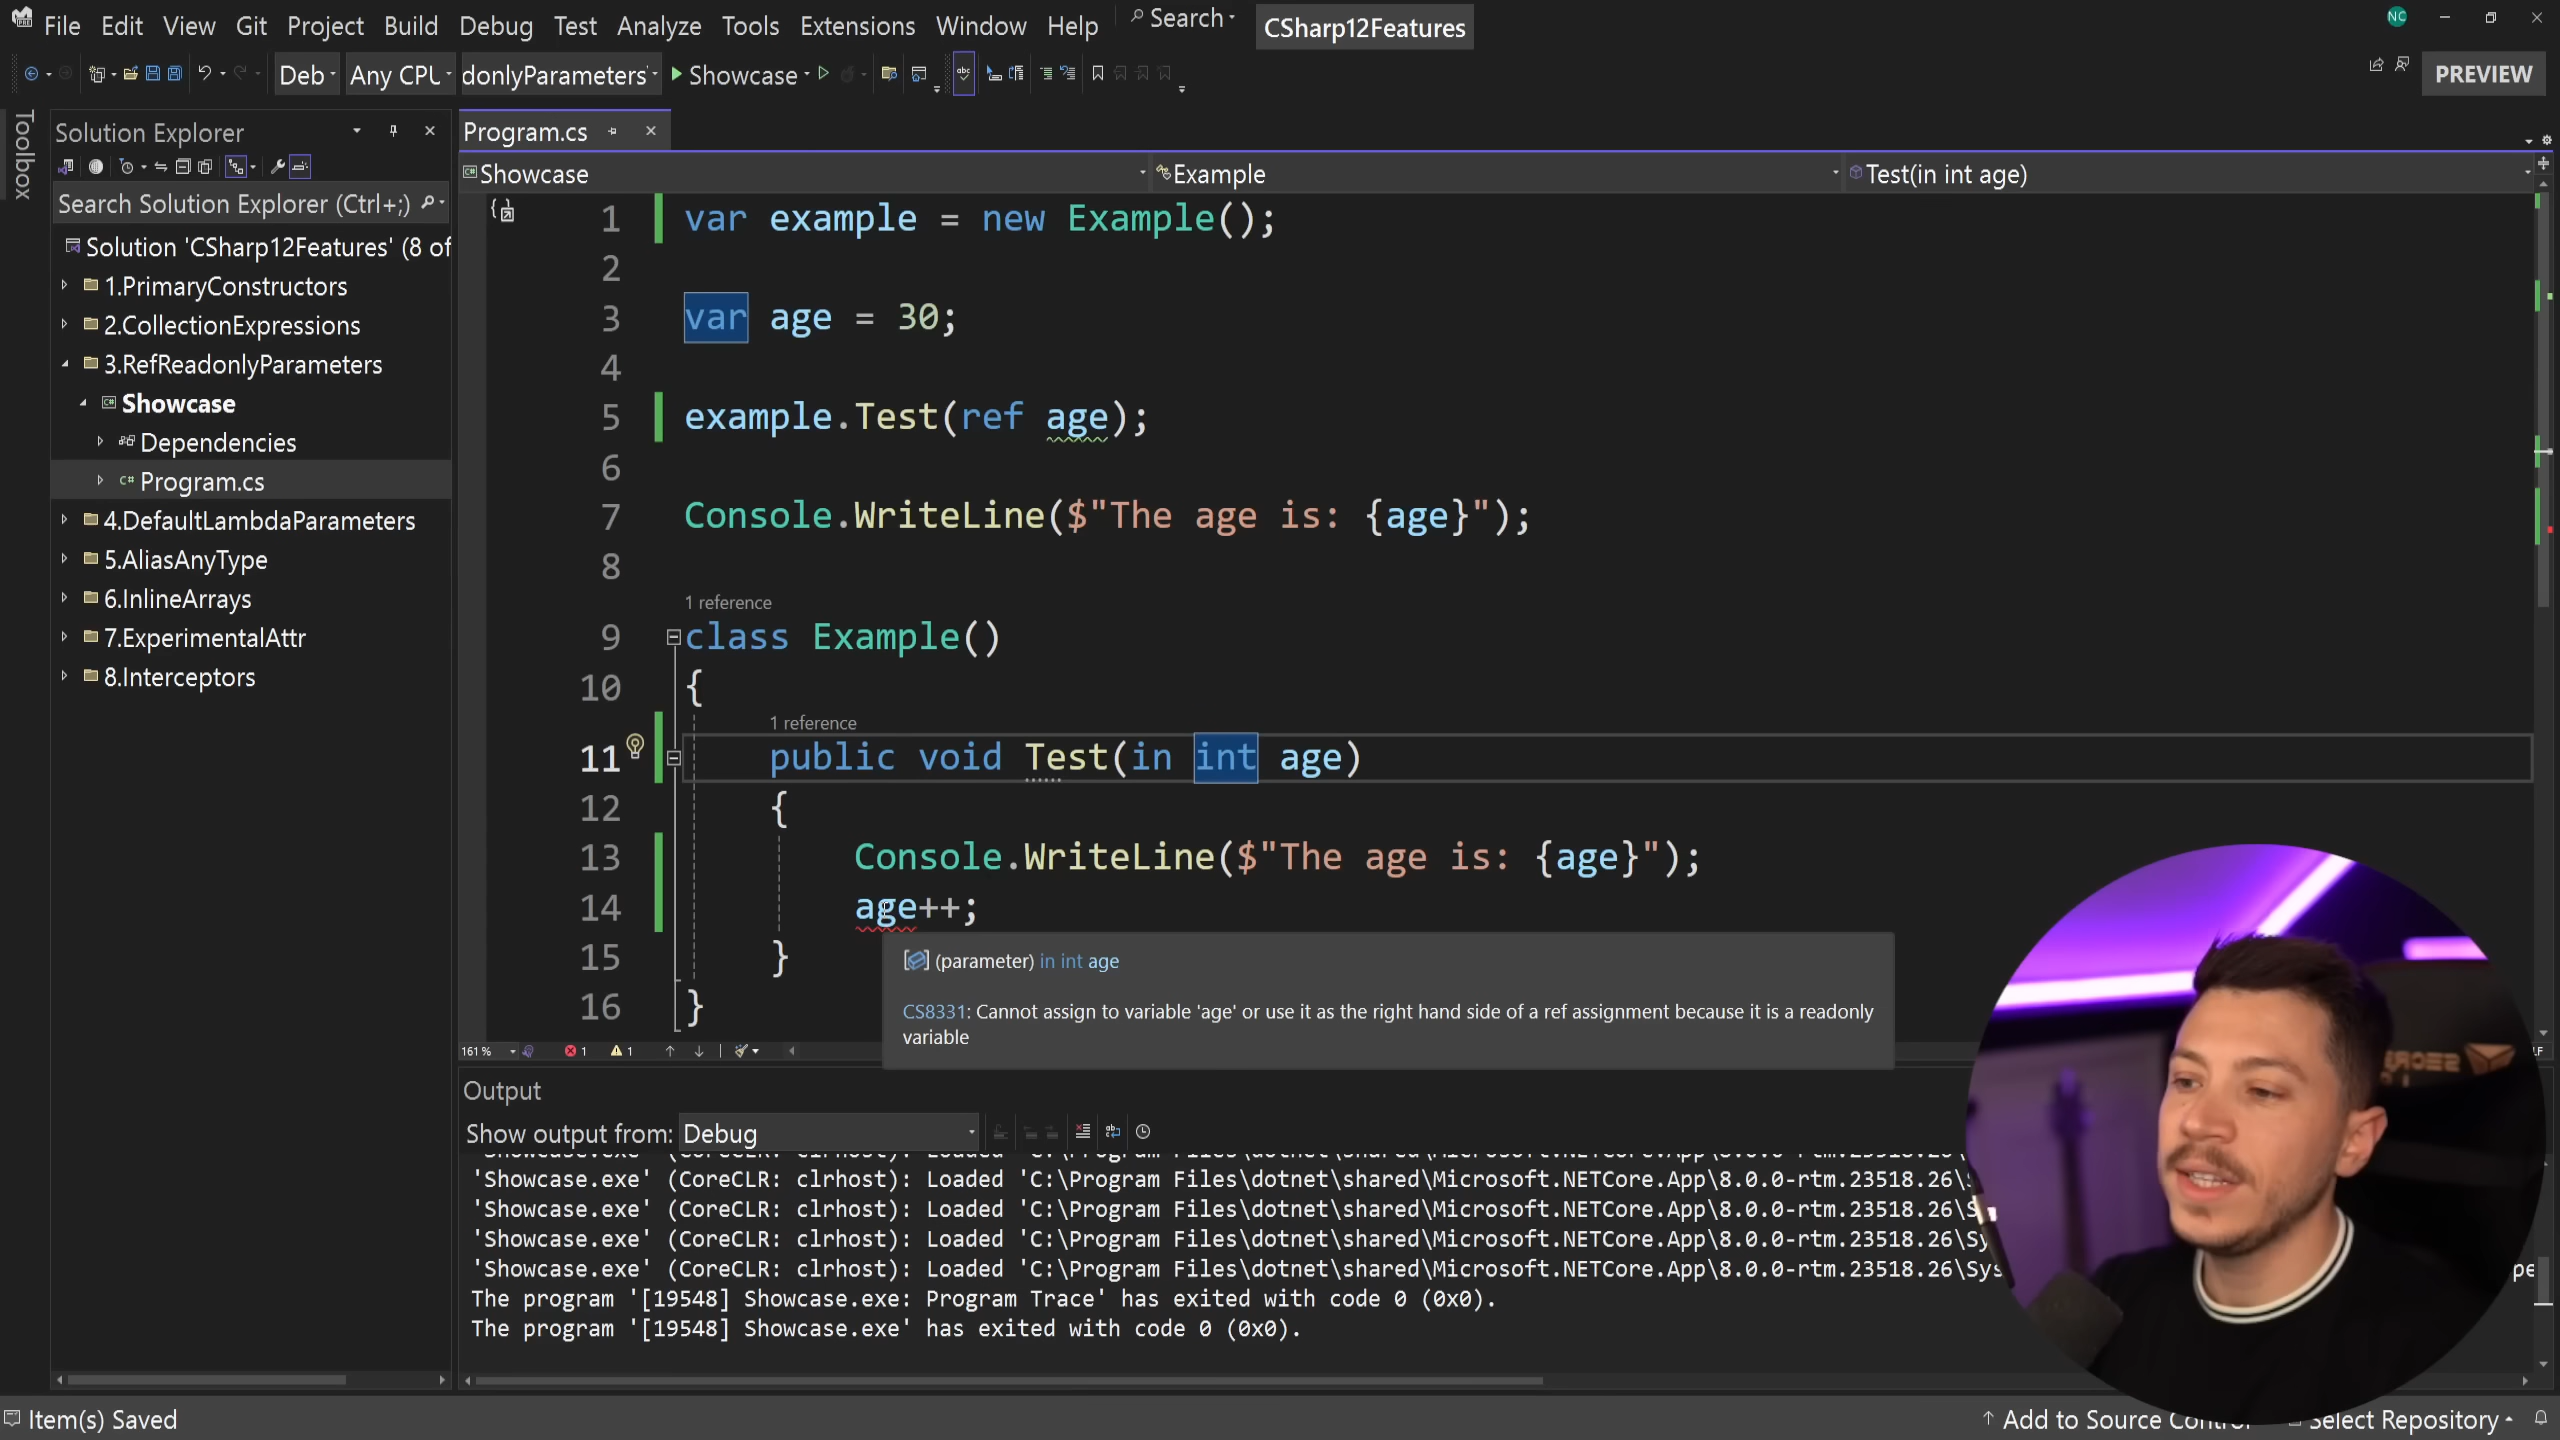 File Edit View Git Project Build Debug Test Analyze Tools Extensions Window Help Search CSharp12Features NC
Deb Any CPU donlyParameters' Showcase PREVIEW
Toolbox
Solution Explorer
Search Solution Explorer (Ctrl+;)
Solution 'CSharp12Features' (8 of
1.PrimaryConstructors
2.CollectionExpressions
3.RefReadonlyParameters
Showcase
Dependencies
Program.cs
4.DefaultLambdaParameters
5.AliasAnyType
6.InlineArrays
7.ExperimentalAttr
8.Interceptors
Program.cs
Showcase Example Test(in int age)
1 var example = new Example();
2
3 var age = 30;
4
5 example.Test(ref age);
6
7 Console.WriteLine($"The age is: {age}");
8
1 reference
9 class Example()
10 {
1 reference
11 public void Test(in int age)
12 {
13 Console.WriteLine($"The age is: {age}");
14 age++;
15 }
16 }
(parameter) in int age
CS8331: Cannot assign to variable 'age' or use it as the right hand side of a ref assignment because it is a readonly
variable
161 % 1 1
Output
Show output from: Debug
'Showcase.exe' (CoreCLR: clrhost): Loaded 'C:\Program Files\dotnet\shared\Microsoft.NETCore.App\8.0.0-rtm.23518.26\S
'Showcase.exe' (CoreCLR: clrhost): Loaded 'C:\Program Files\dotnet\shared\Microsoft.NETCore.App\8.0.0-rtm.23518.26\S
'Showcase.exe' (CoreCLR: clrhost): Loaded 'C:\Program Files\dotnet\shared\Microsoft.NETCore.App\8.0.0-rtm.23518.26\Sy
'Showcase.exe' (CoreCLR: clrhost): Loaded 'C:\Program Files\dotnet\shared\Microsoft.NETCore.App\8.0.0-rtm.23518.26\Sys pe
The program '[19548] Showcase.exe: Program Trace' has exited with code 0 (0x0).
The program '[19548] Showcase.exe' has exited with code 0 (0x0).
Item(s) Saved Add to Source Control Select Repository